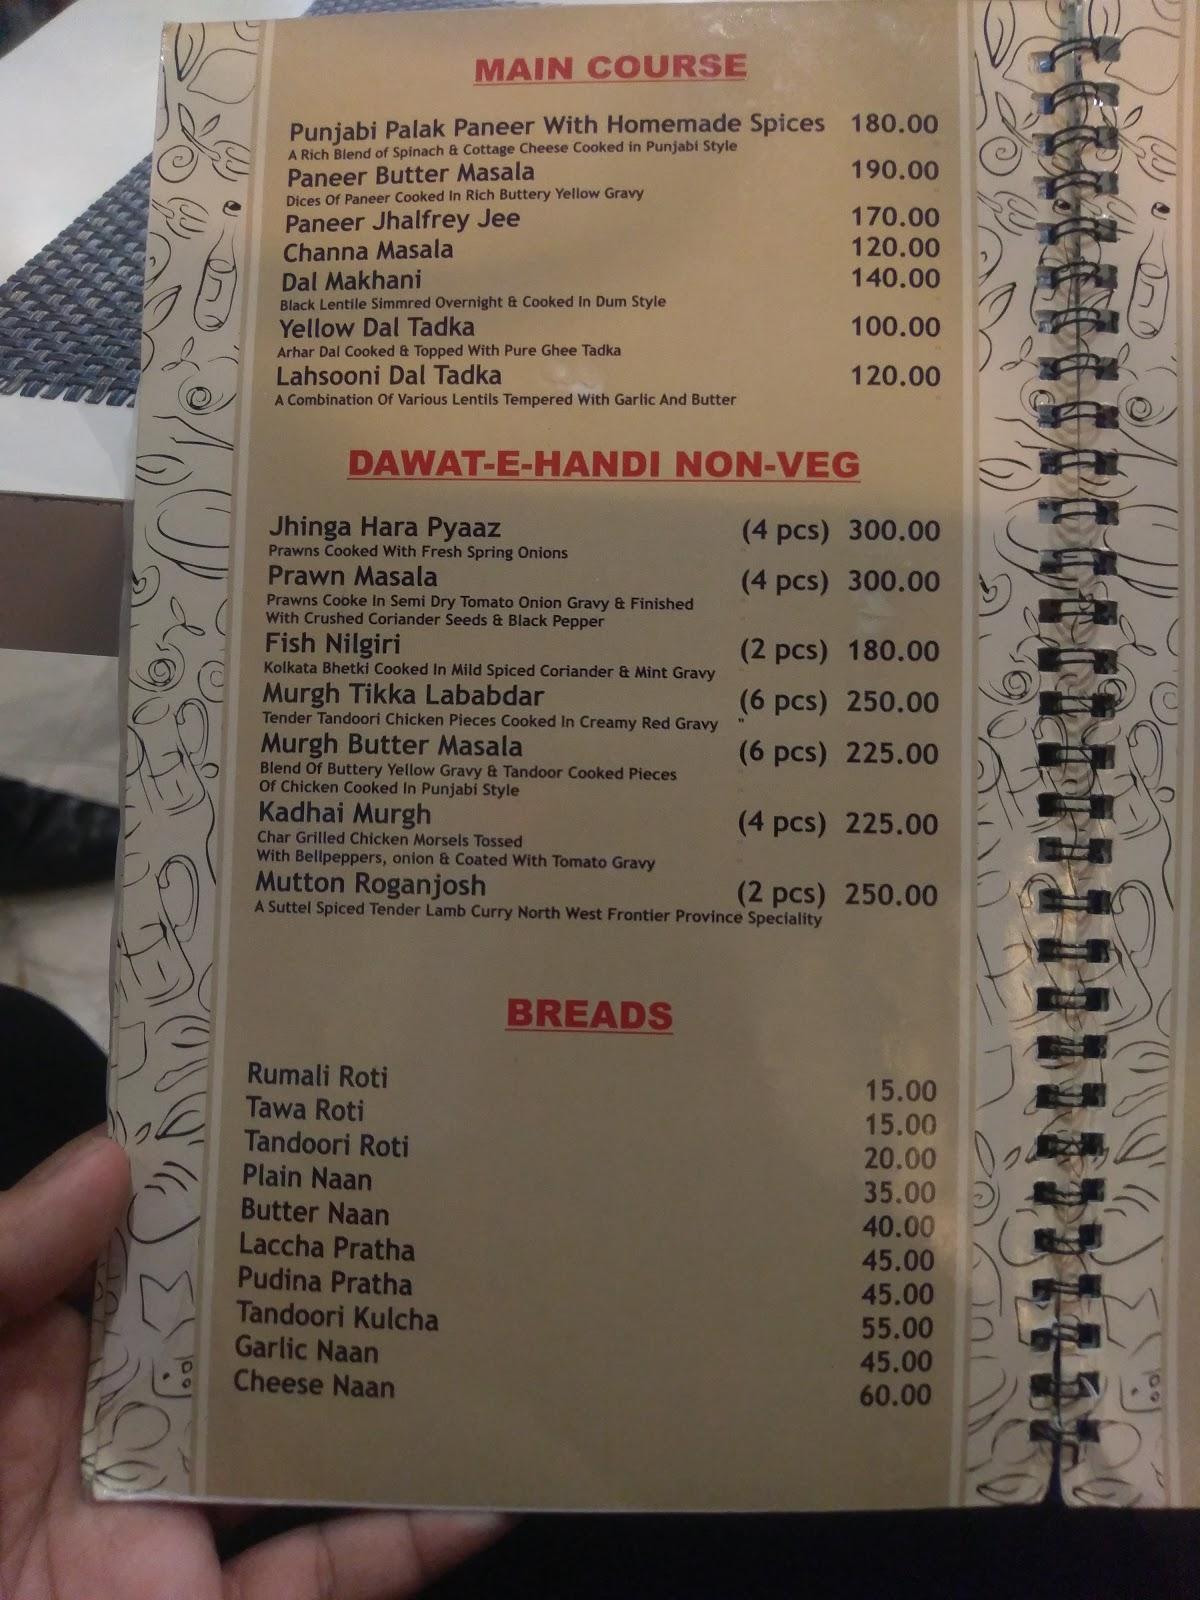 MAIN COURSE
Punjabi Palak Paneer With Homemade Spices 180.00
A Rich Blend of Spinach & Cottage Cheese Cooked in Punjabi Style
Paneer Butter Masala 190.00
Dices Of Paneer Cooked In Rich Buttery Yellow Gravy
Paneer Jhalfrey Jee 170.00
Channa Masala 120.00
Dal Makhani 140.00
Black Lentile Simmred Overnight & Cooked In Dum Style
Yellow Dal Tadka 100.00
Arhar Dal Cooked & Topped With Pure Ghee Tadka
Lahsooni Dal Tadka 120.00
A Combination Of Various Lentils Tempered With Garlic And Butter
DAWAT-E-HANDI NON-VEG
Jhinga Hara Pyaaz (4 pcs) 300.00
Prawns Cooked With Fresh Spring Onions
Prawn Masala (4 pcs) 300.00
Prawns Cooke In Semi Dry Tomato Onion Gravy & Finished
With Crushed Coriander Seeds & Black Pepper
Fish Nilgiri (2 pcs) 180.00
Kolkata Bhetki Cooked In Mild Spiced Coriander & Mint Gravy
Murgh Tikka Lababdar (6 pcs) 250.00
Tender Tandoori Chicken Pieces Cooked In Creamy Red Gravy "
Murgh Butter Masala (6 pcs) 225.00
Blend Of Buttery Yellow Gravy & Tandoor Cooked Pieces
Of Chicken Cooked In Punjabi Style
Kadhai Murgh (4 pcs) 225.00
Char Grilled Chicken Morsels Tossed
With Bellpeppers, onion & Coated With Tomato Gravy
Mutton Roganjosh (2 pcs) 250.00
A Suttel Spiced Tender Lamb Curry North West Frontier Province Speciality
BREADS
Rumali Roti 15.00
Tawa Roti 15.00
Tandoori Roti 20.00
Plain Naan 35.00
Butter Naan 40.00
Laccha Pratha 45.00
Pudina Pratha 45.00
Tandoori Kulcha 55.00
Garlic Naan 45.00
Cheese Naan 60.00